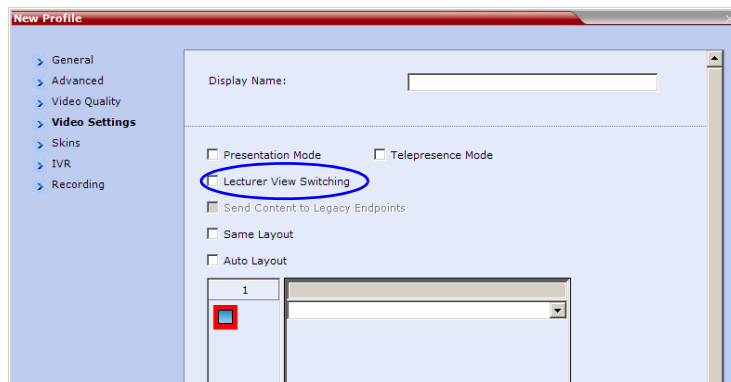 New Profile
General
Advanced
Video Quality
Video Settings
Skins
IVR
Recording
Display Name:
Presentation Mode
Telepresence Mode
Lecturer View Switching
Send Content to Legacy Endpoints
Same Layout
Auto Layout
1